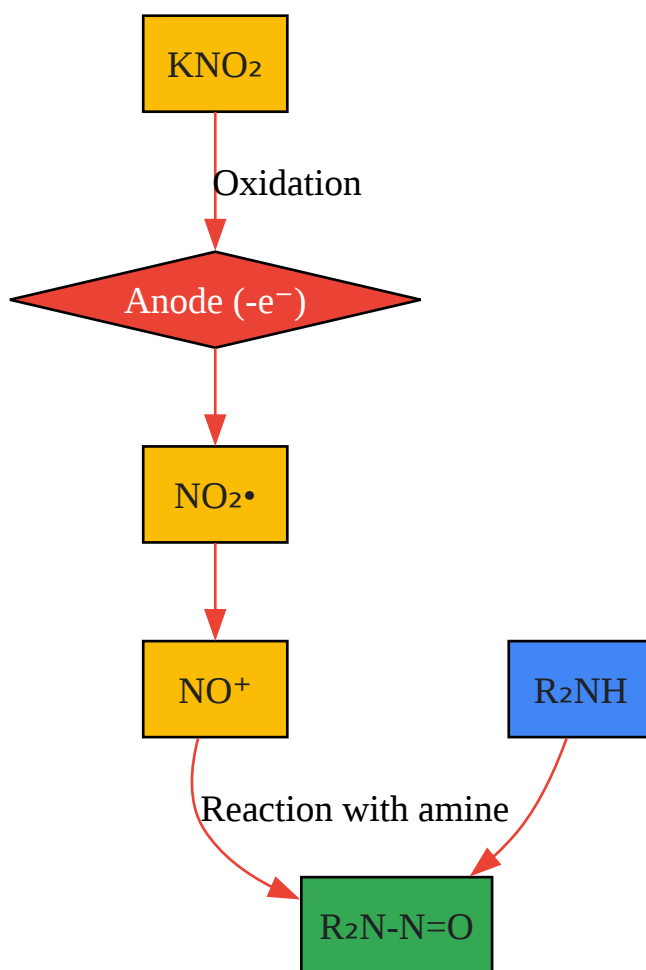 KNO₂
Oxidation
Anode (-e⁻)
NO₂•
NO⁺
R₂NH
Reaction with amine
R₂N-N=O